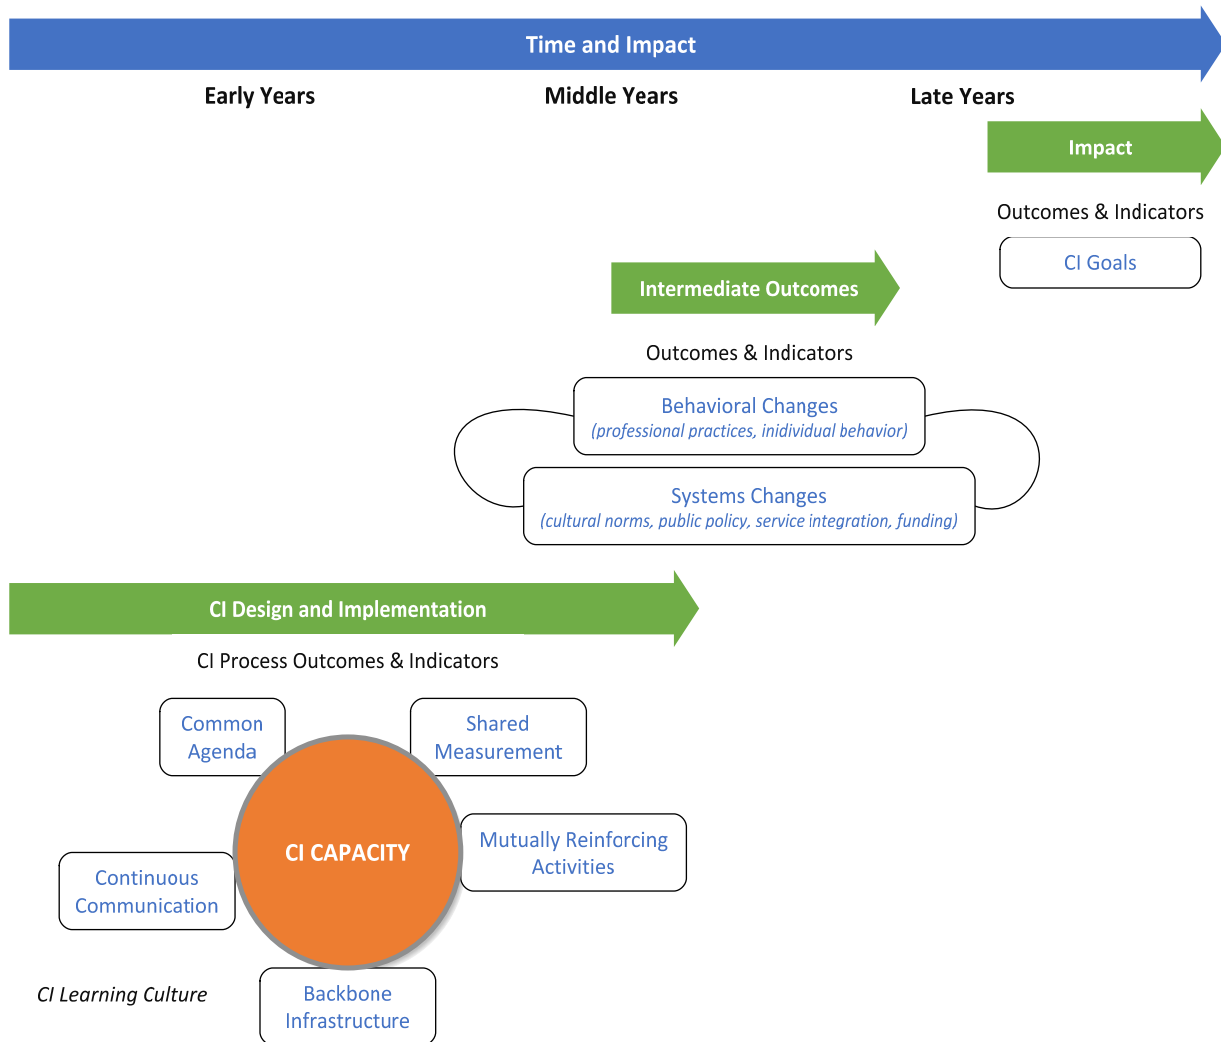 Time and Impact
Early Years
Middle Years
Late Years
Impact
Outcomes & Indicators
CI Goals
Intermediate Outcomes
Outcomes & Indicators
Behavioral Changes
(professional practices, inidividual behavior)
Systems Changes
(cultural norms, public policy, service integration, funding)
CI Design and Implementation
CI Process Outcomes & Indicators
Common
Agenda
Shared
Measurement
CI CAPACITY
Mutually Reinforcing
Activities
Continuous
Communication
CI Learning Culture
Backbone
Infrastructure